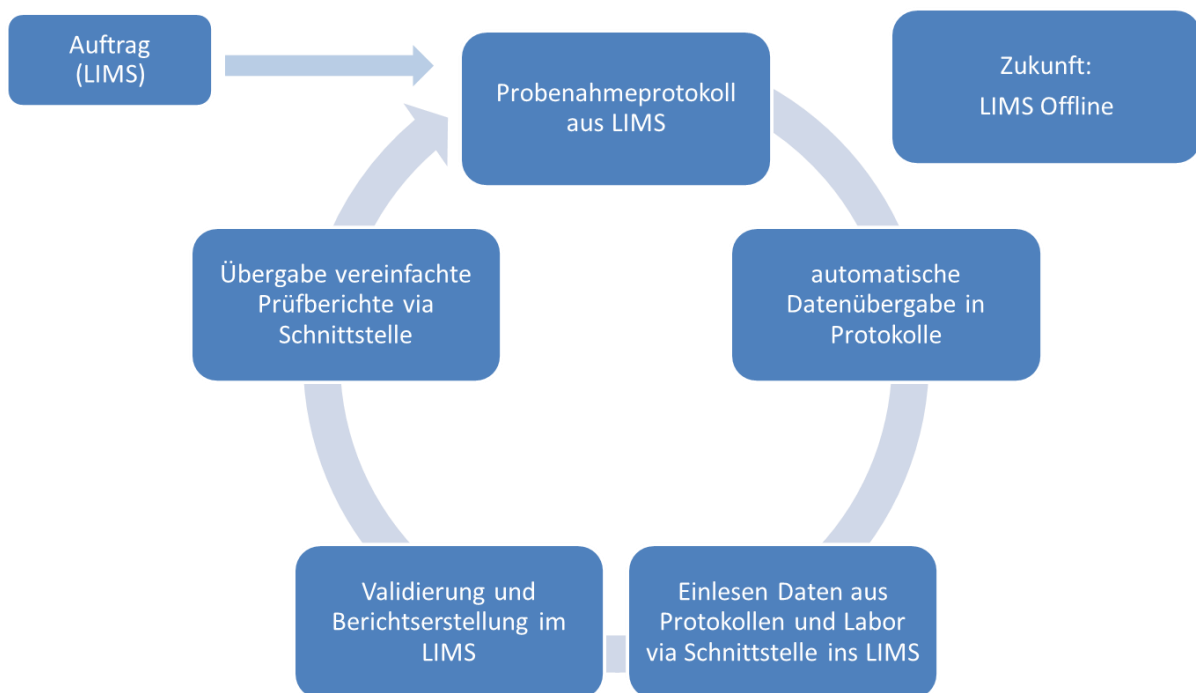 Auftrag
(LIMS)
Probenahmeprotokoll
aus LIMS
Zukunft:
LIMS Offline
automatische
Datenübergabe in
Protokolle
Einlesen Daten aus
Protokollen und Labor
via Schnittstelle ins LIMS
Validierung und
Berichtserstellung im
LIMS
Übergabe vereinfachte
Prüfberichte via
Schnittstelle